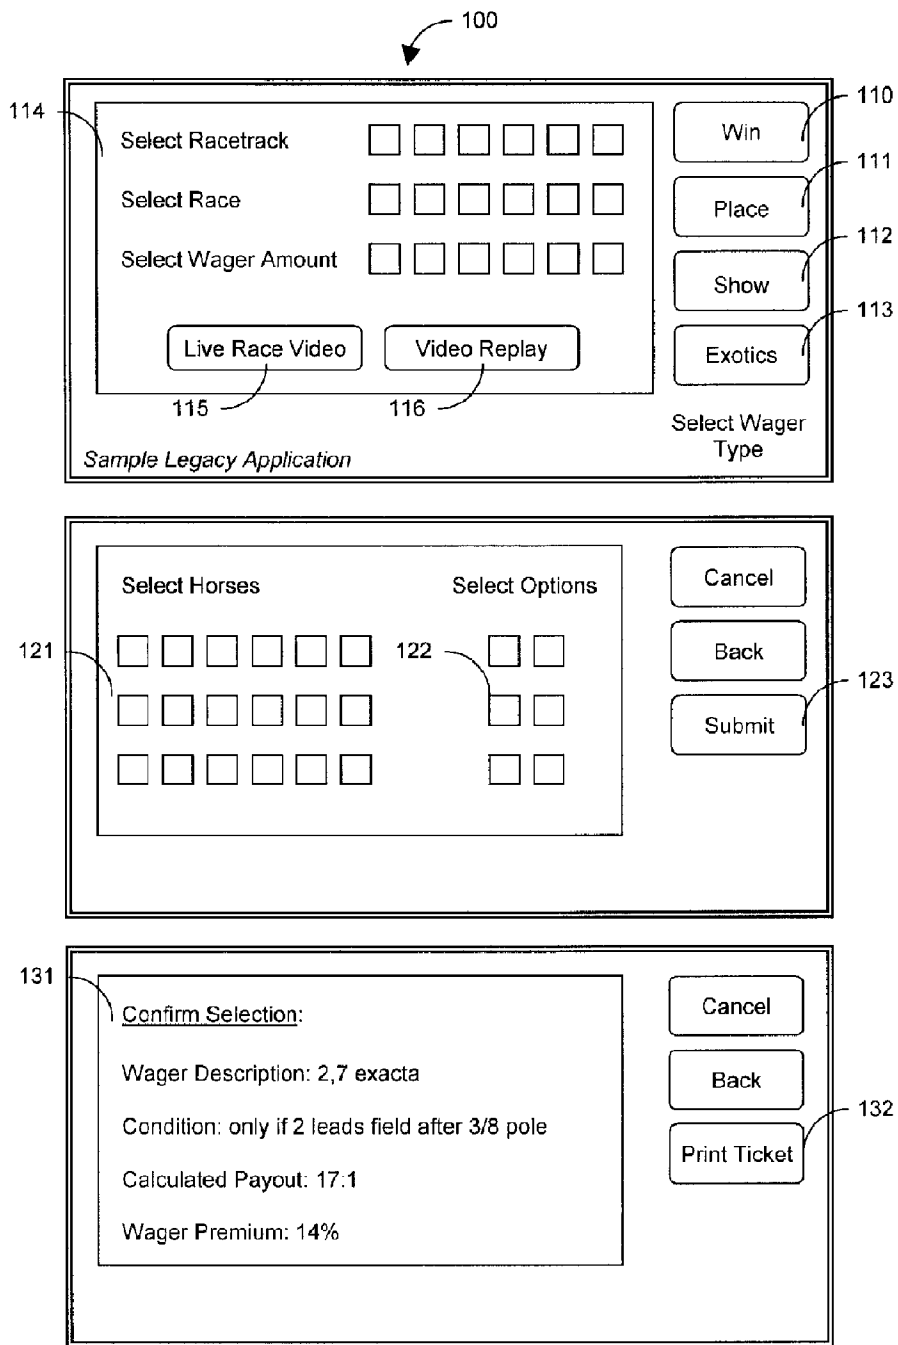 100
114
110
Select Racetrack
Win
111
Select Race
Place
112
Select Wager Amount
Show
113
Live Race Video
Video Replay
Exotics
115
116
Select Wager
Type
Sample Legacy Application
Select Horses
Select Options
Cancel
121
122
Back
123
Submit
131
Confirm Selection:
Cancel
Wager Description: 2,7 exacta
Back
132
Condition: only if 2 leads field after 3/8 pole
Print Ticket
Calculated Payout: 17:1
Wager Premium: 14%